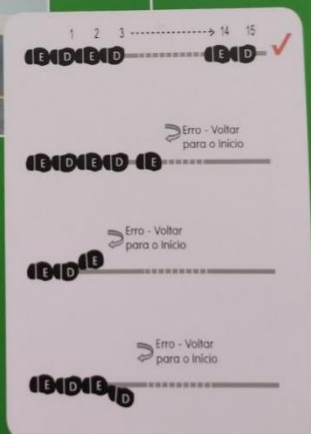 1 2 3 14 15
E D E D E D
Erro - Voltar
para o Início
E D E D E
Erro - Voltar
para o Início
E D E
Erro - Voltar
para o Início
E D E D